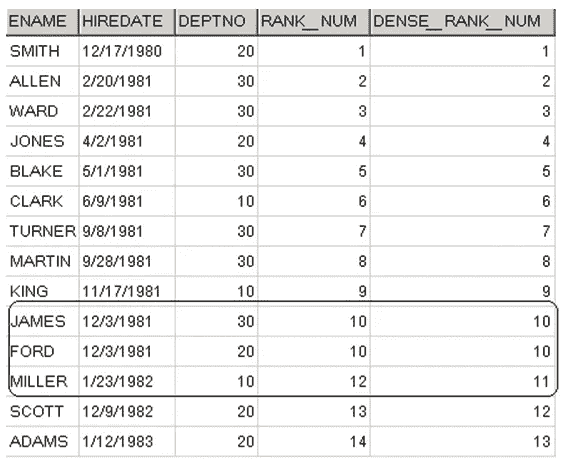 ENAME HIREDATE DEPTNO RANK_NUM DENSE_RANK_NUM
SMITH 12/17/1980 20 1 1
ALLEN 2/20/1981 30 2 2
WARD 2/22/1981 30 3 3
JONES 4/2/1981 20 4 4
BLAKE 5/1/1981 30 5 5
CLARK 6/9/1981 10 6 6
TURNER 9/8/1981 30 7 7
MARTIN 9/28/1981 30 8 8
KING 11/17/1981 10 9 9
JAMES 12/3/1981 30 10 10
FORD 12/3/1981 20 10 10
MILLER 1/23/1982 10 12 11
SCOTT 12/9/1982 20 13 12
ADAMS 1/12/1983 20 14 13